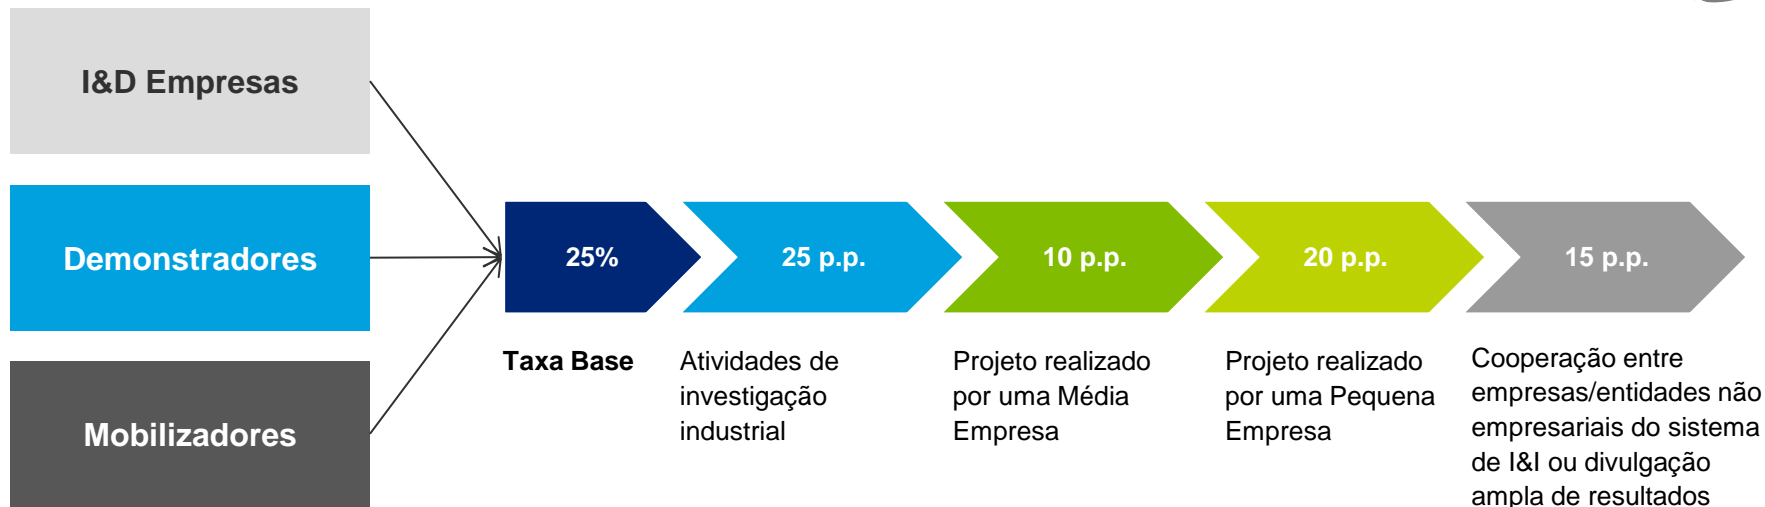 I&D Empresas
Demonstradores
Mobilizadores
25%
25 p.p.
10 p.p.
20 p.p.
15 p.p.
Taxa Base
Atividades de
investigação
industrial
Projeto realizado
por uma Média
Empresa
Projeto realizado
por uma Pequena
Empresa
Cooperação entre
empresas/entidades não
empresariais do sistema
de I&I ou divulgação
ampla de resultados